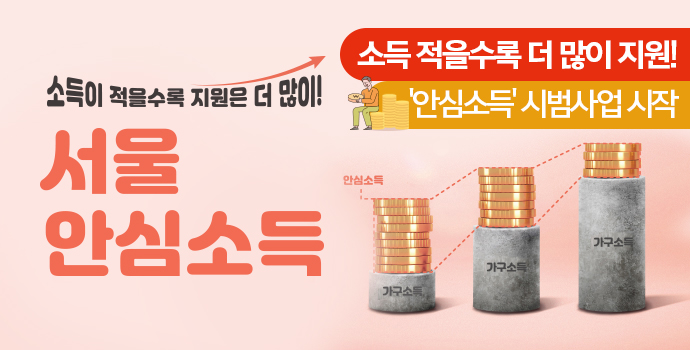 소득이 적을수록 지원은 더 많이!
서울
안심소득
소득 적을수록 더 많이 지원!
'안심소득' 시범사업 시작
안심소득
가구소득
가구소득
가구소득